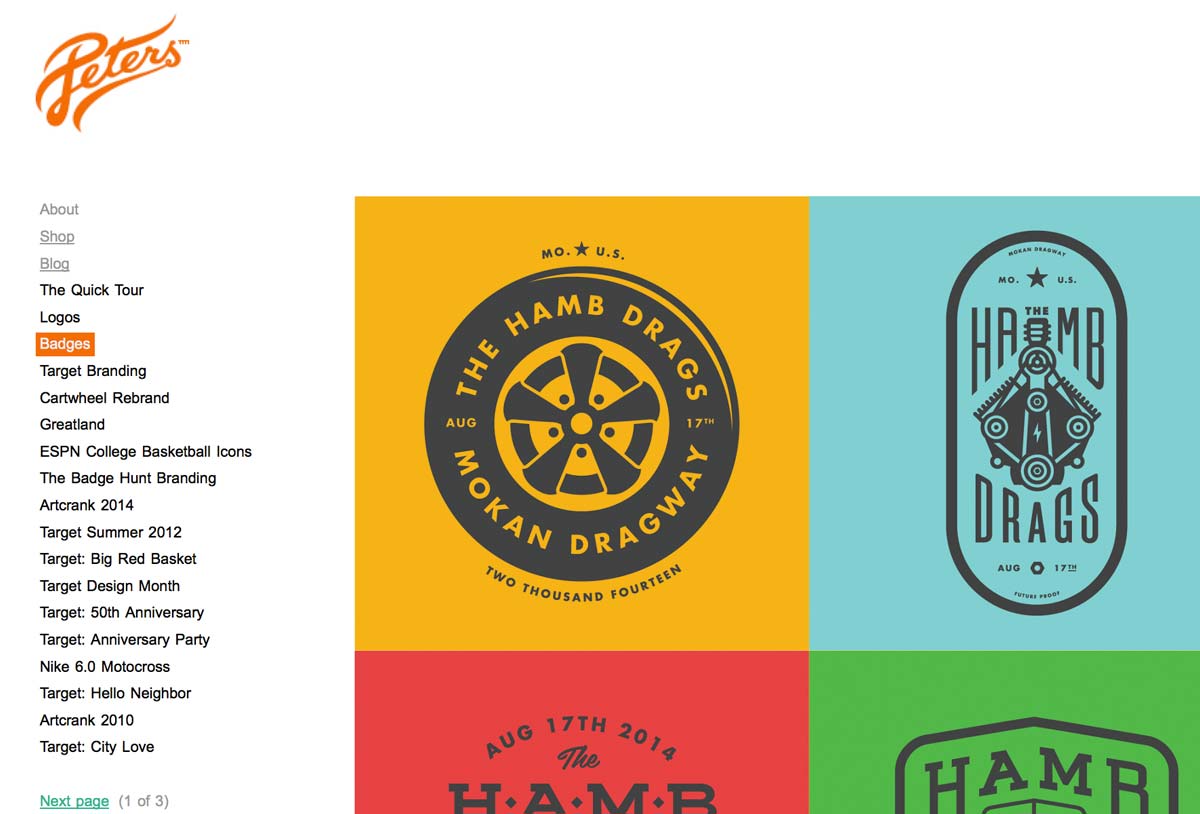 Peters™
About
Shop
Blog
The Quick Tour
Logos
Badges
Target Branding
Cartwheel Rebrand
Greatland
ESPN College Basketball Icons
The Badge Hunt Branding
Artcrank 2014
Target Summer 2012
Target: Big Red Basket
Target Design Month
Target: 50th Anniversary
Target: Anniversary Party
Nike 6.0 Motocross
Target: Hello Neighbor
Artcrank 2010
Target: City Love
Next page (1 of 3)
MO. ★ U.S.
THE HAMB DRAGS
AUG 17TH
MOKAN DRAGWAY
TWO THOUSAND FOURTEEN
MOKAN DRAGWAY
MO. ★ U.S.
THE
HAMB
DRAGS
AUG 17TH
FUTURE PROOF
AUG 17TH 2014
The
H·A·M·B
HAMB